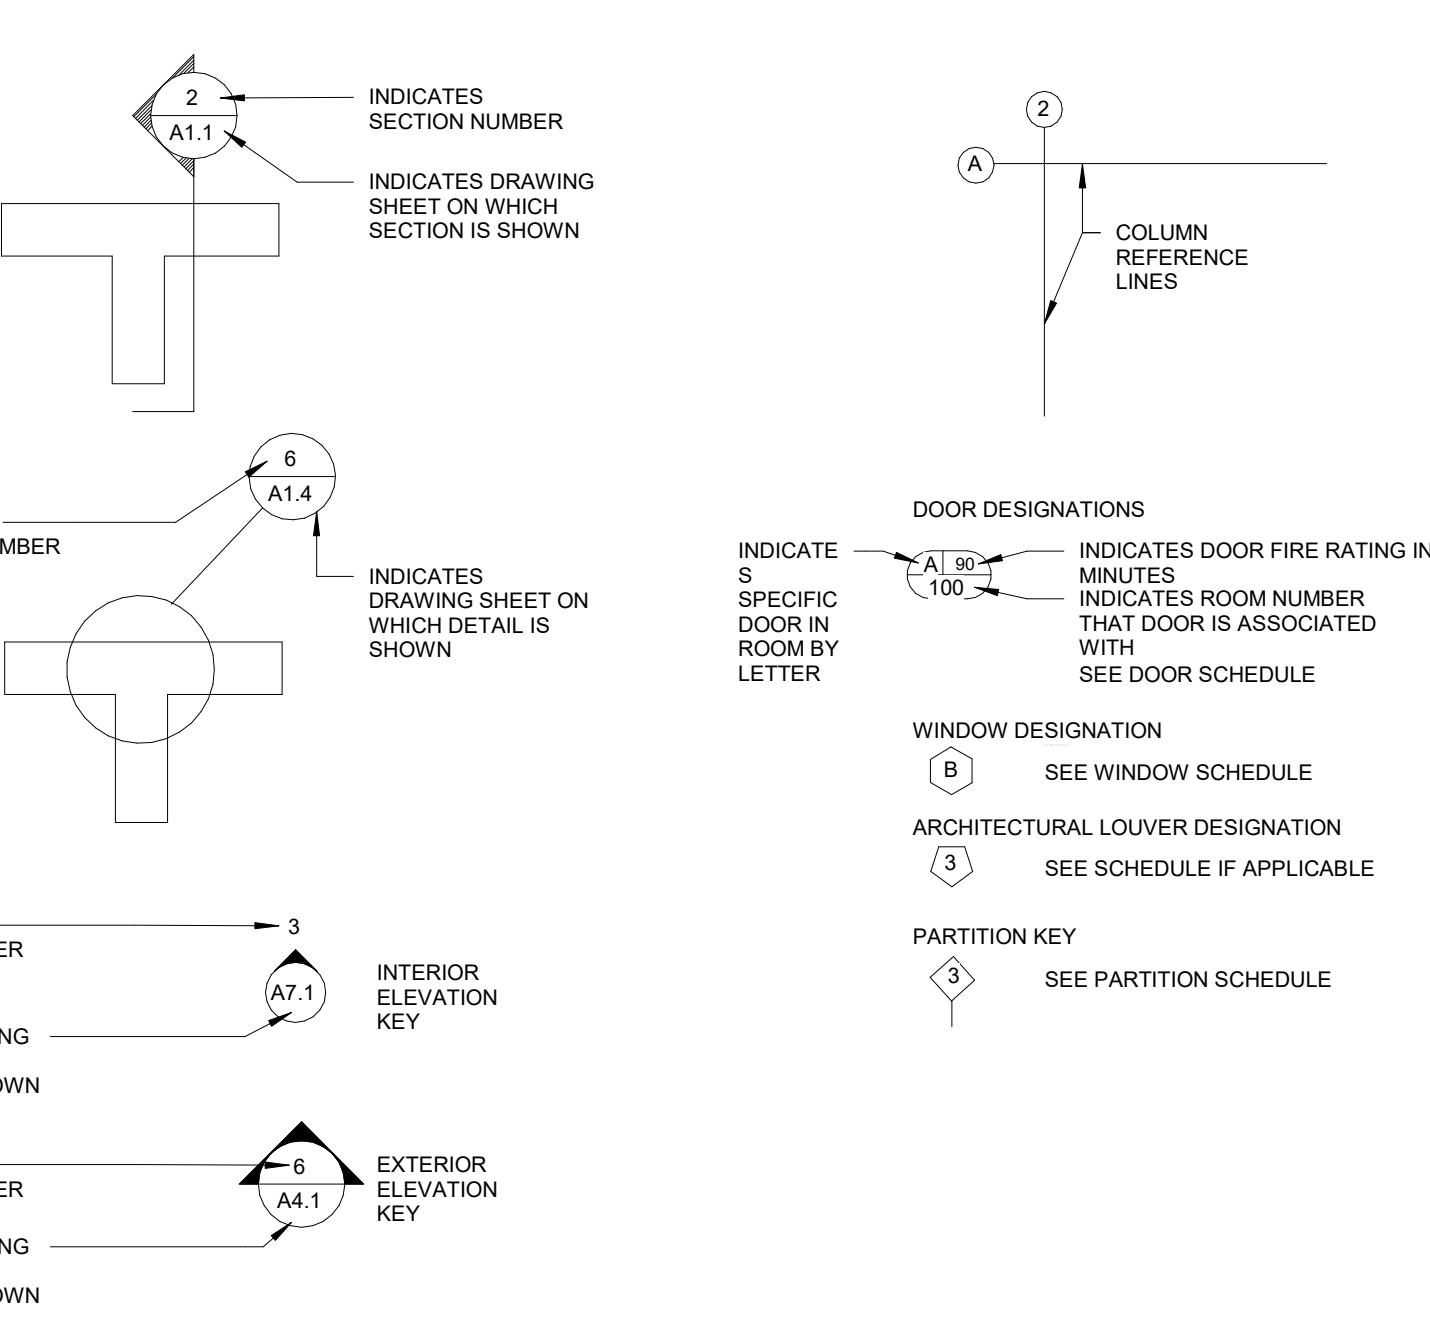 2
A1.1
INDICATES
SECTION NUMBER
INDICATES DRAWING
SHEET ON WHICH
SECTION IS SHOWN
6
A1.4
MBER
INDICATES
DRAWING SHEET ON
WHICH DETAIL IS
SHOWN
3
ER
A7.1
NG
OWN
INTERIOR
ELEVATION
KEY
6
ER
A4.1
NG
OWN
EXTERIOR
ELEVATION
KEY
2
A
COLUMN
REFERENCE
LINES
DOOR DESIGNATIONS
INDICATE
S
SPECIFIC
DOOR IN
ROOM BY
LETTER
A 90
100
INDICATES DOOR FIRE RATING IN
MINUTES
INDICATES ROOM NUMBER
THAT DOOR IS ASSOCIATED
WITH
SEE DOOR SCHEDULE
WINDOW DESIGNATION
B
SEE WINDOW SCHEDULE
ARCHITECTURAL LOUVER DESIGNATION
3
SEE SCHEDULE IF APPLICABLE
PARTITION KEY
3
SEE PARTITION SCHEDULE